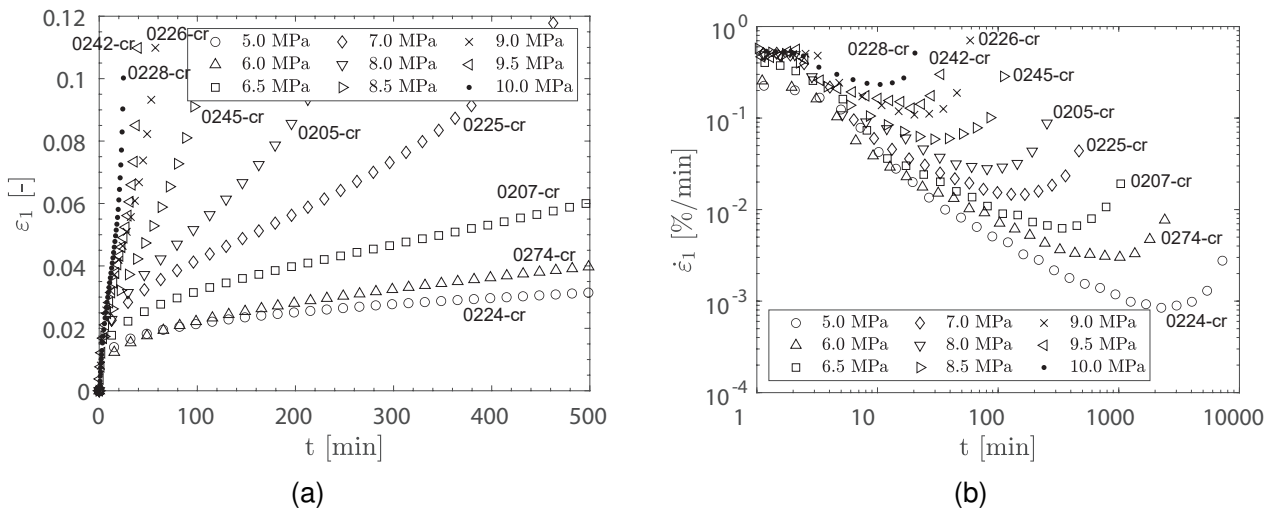 0.12
0.1
0.08
0.06
0.04
0.02
0
ε₁ [-]
0242-cr
0226-cr
0228-cr
5.0 MPa 7.0 MPa 9.0 MPa
6.0 MPa 8.0 MPa 9.5 MPa
6.5 MPa 8.5 MPa 10.0 MPa
0245-cr
0205-cr
0225-cr
0207-cr
0274-cr
0224-cr
0 100 200 300 400 500
t [min]
(a)
10⁰
10⁻¹
10⁻²
10⁻³
10⁻⁴
ε̇₁ [%/min]
0228-cr
0226-cr
0242-cr
0245-cr
0205-cr
0225-cr
0207-cr
0274-cr
0224-cr
5.0 MPa 7.0 MPa 9.0 MPa
6.0 MPa 8.0 MPa 9.5 MPa
6.5 MPa 8.5 MPa 10.0 MPa
1 10 100 1000 10000
t [min]
(b)